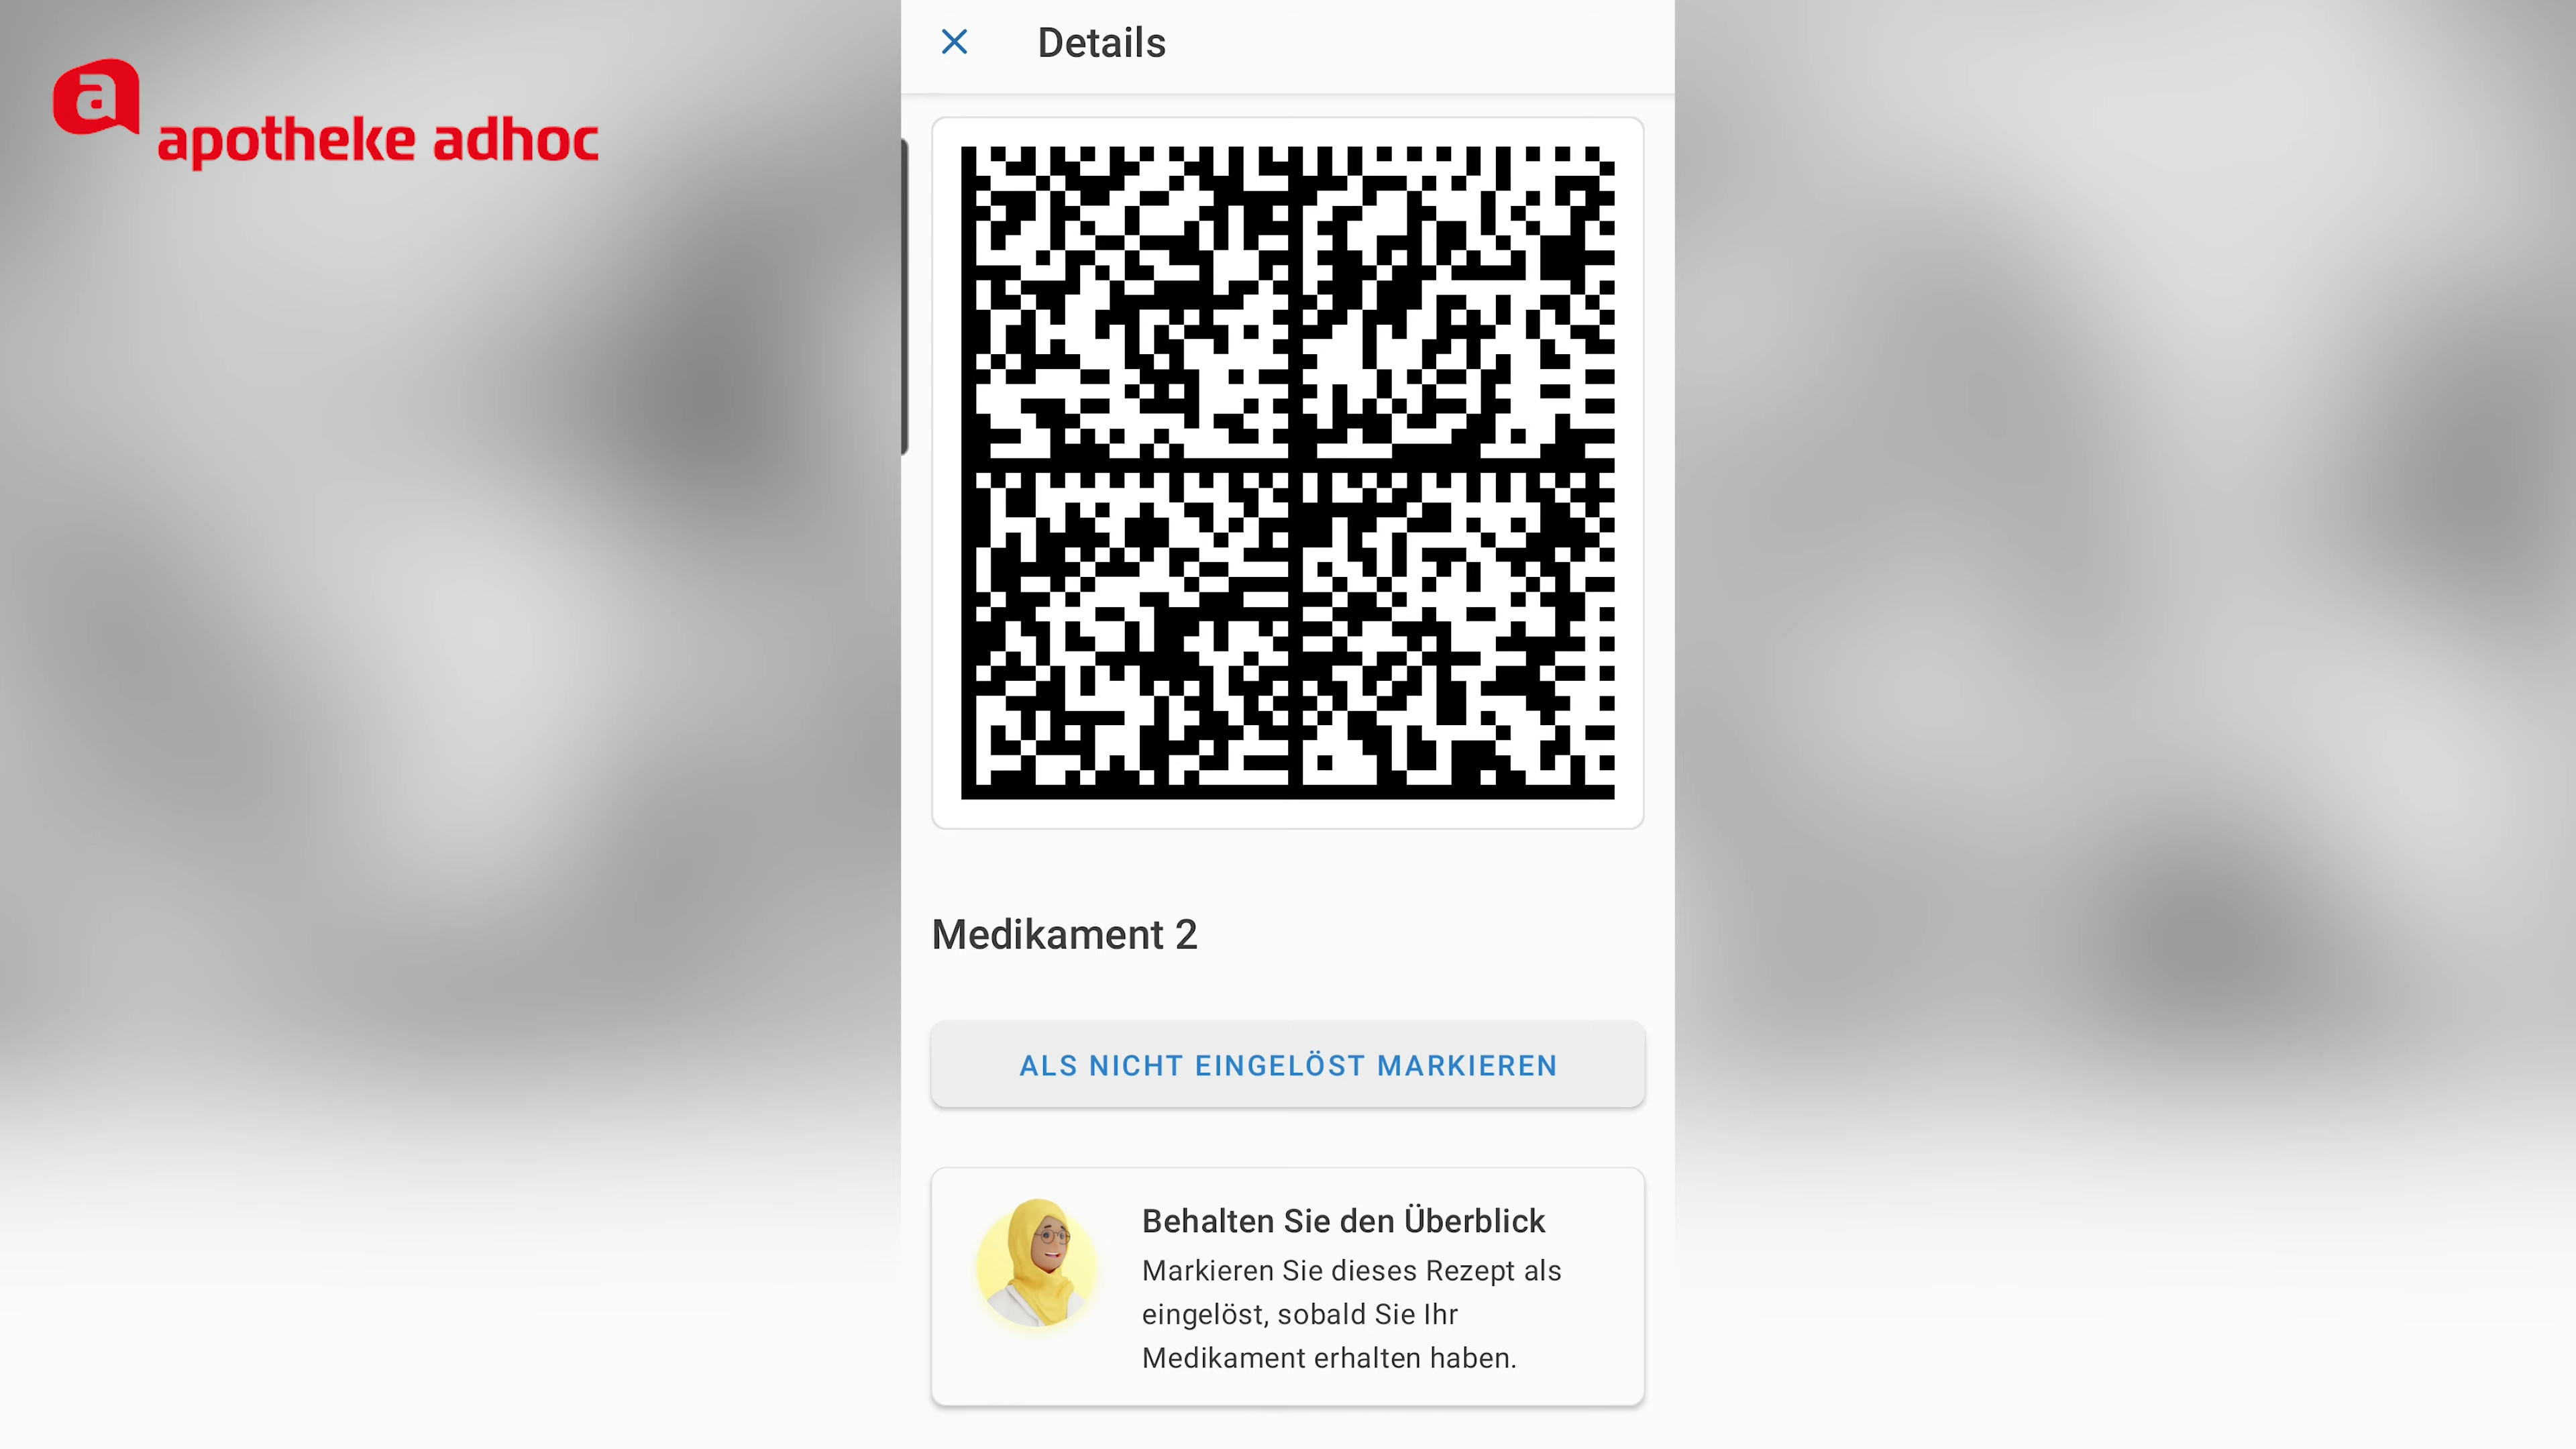 a
apotheke adhoc
Details
Medikament 2
ALS NICHT EINGELÖST MARKIEREN
Behalten Sie den Überblick
Markieren Sie dieses Rezept als
eingelöst, sobald Sie Ihr
Medikament erhalten haben.